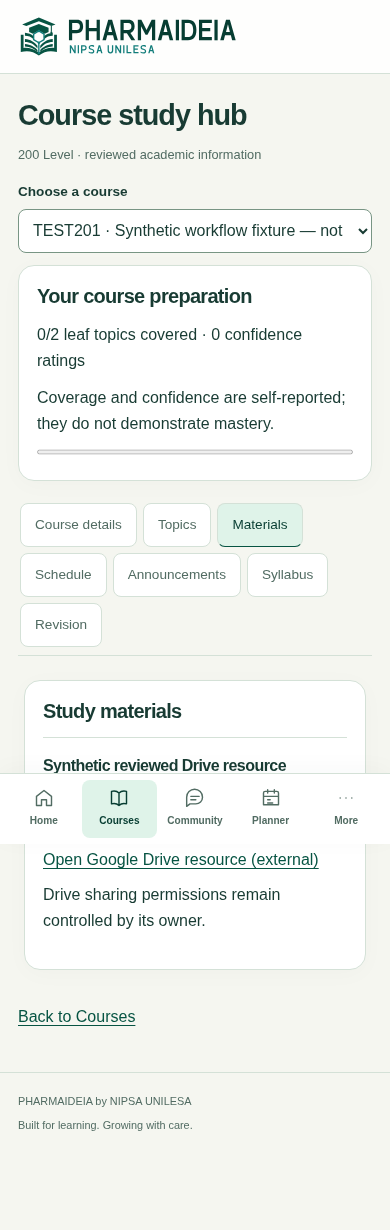 PHARMAIDEIA
NIPSA UNILESA
Course study hub
200 Level · reviewed academic information
Choose a course
TEST201 · Synthetic workflow fixture — not
Your course preparation
0/2 leaf topics covered · 0 confidence
ratings
Coverage and confidence are self-reported;
they do not demonstrate mastery.
Course details
Topics
Materials
Schedule
Announcements
Syllabus
Revision
Study materials
Synthetic reviewed Drive resource
Home
Courses
Community
Planner
More
Open Google Drive resource (external)
Drive sharing permissions remain
controlled by its owner.
Back to Courses
PHARMAIDEIA by NIPSA UNILESA
Built for learning. Growing with care.